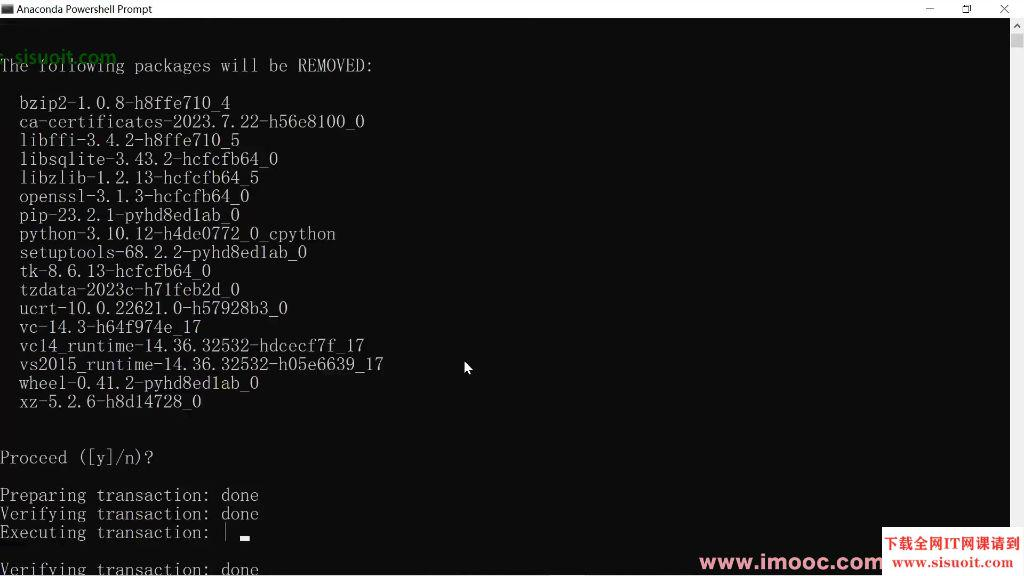 Anaconda Powershell Prompt
sisuoit.com
The following packages will be REMOVED:
bzip2-1.0.8-h8ffe710_4
ca-certificates-2023.7.22-h56e8100_0
libffi-3.4.2-h8ffe710_5
libsqlite-3.43.2-hcfcfb64_0
libzlib-1.2.13-hcfcfb64_5
openssl-3.1.3-hcfcfb64_0
pip-23.2.1-pyhd8ed1ab_0
python-3.10.12-h4de0772_0_cpython
setuptools-68.2.2-pyhd8ed1ab_0
tk-8.6.13-hcfcfb64_0
tzdata-2023c-h71feb2d_0
ucrt-10.0.22621.0-h57928b3_0
vc-14.3-h64f974e_17
vc14_runtime-14.36.32532-hdcecf7f_17
vs2015_runtime-14.36.32532-h05e6639_17
wheel-0.41.2-pyhd8ed1ab_0
xz-5.2.6-h8d14728_0
Proceed ([y]/n)?
Preparing transaction: done
Verifying transaction: done
Executing transaction: |
Verifying transaction: done
www.imooc.com
下载全网IT网课请到
www.sisuoit.com